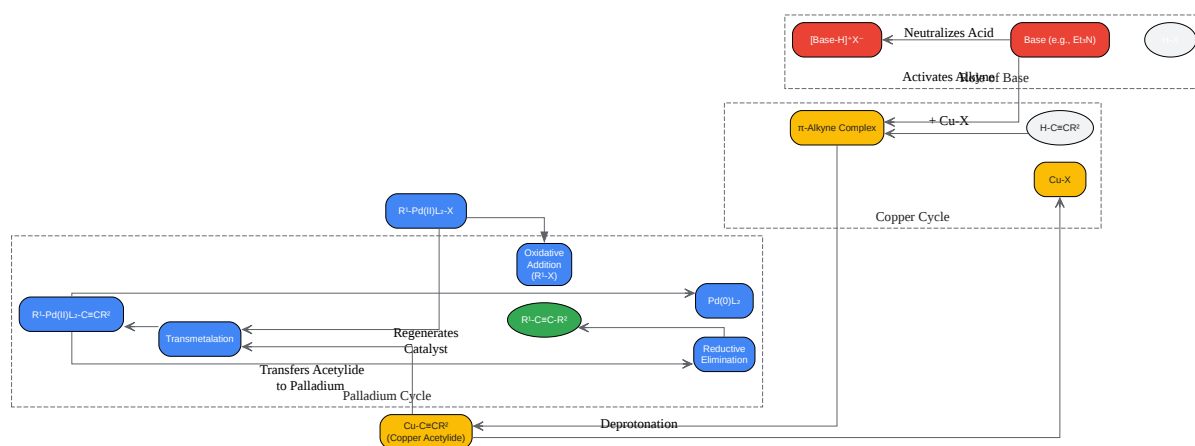 Neutralizes Acid
[Base-H]⁺X⁻
Base (e.g., Et₃N)
H-X
Activates Alkyne
Role of Base
π-Alkyne Complex
+ Cu-X
H-C≡CR²
Cu-X
Copper Cycle
R¹-Pd(II)L₂-X
Oxidative
Addition
(R¹-X)
R¹-Pd(II)L₂-C≡CR²
Pd(0)L₂
R¹-C≡C-R²
Transmetalation
Regenerates
Catalyst
Reductive
Elimination
Transfers Acetylide
to Palladium
Palladium Cycle
Cu-C≡CR²
(Copper Acetylide)
Deprotonation